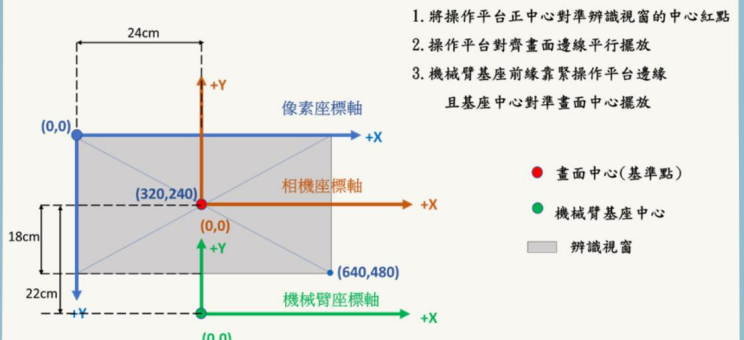 1. 將操作平台正中心對準辨識視窗的中心紅點
2. 操作平台對齊畫面邊線平行擺放
3. 機械臂基座前緣靠緊操作平台邊緣
且基座中心對準畫面中心擺放
24cm
+Y
像素座標軸
(0,0)
+X
(320,240)
相機座標軸
+X
(0,0)
畫面中心(基準點)
機械臂基座中心
辨識視窗
18cm
+Y
(640,480)
22cm
機械臂座標軸
+Y
+X
(0,0)